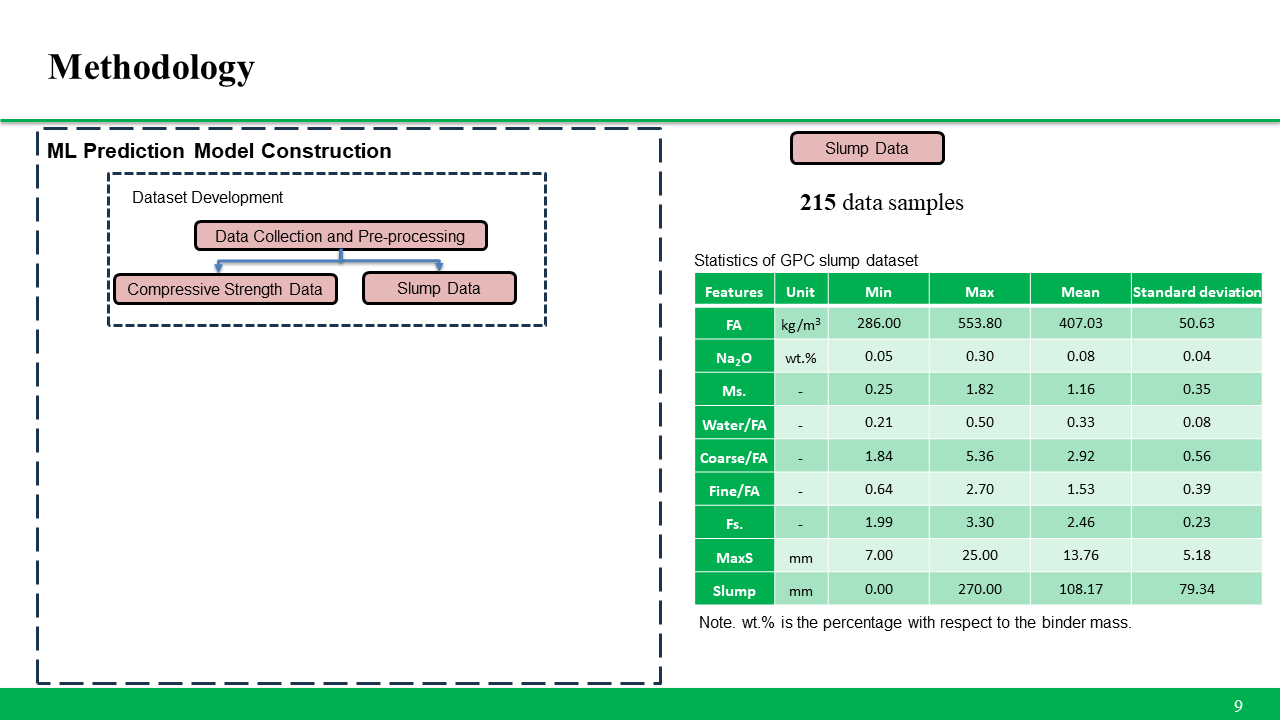 Methodology
ML Prediction Model Construction
Dataset Development
Data Collection and Pre-processing
Compressive Strength Data
Slump Data
Slump Data
215 data samples
Statistics of GPC slump dataset
Features Unit Min Max Mean Standard deviation
FA kg/m³ 286.00 553.80 407.03 50.63
Na₂O wt.% 0.05 0.30 0.08 0.04
Ms. - 0.25 1.82 1.16 0.35
Water/FA - 0.21 0.50 0.33 0.08
Coarse/FA - 1.84 5.36 2.92 0.56
Fine/FA - 0.64 2.70 1.53 0.39
Fs. - 1.99 3.30 2.46 0.23
MaxS mm 7.00 25.00 13.76 5.18
Slump mm 0.00 270.00 108.17 79.34
Note. wt.% is the percentage with respect to the binder mass.
9